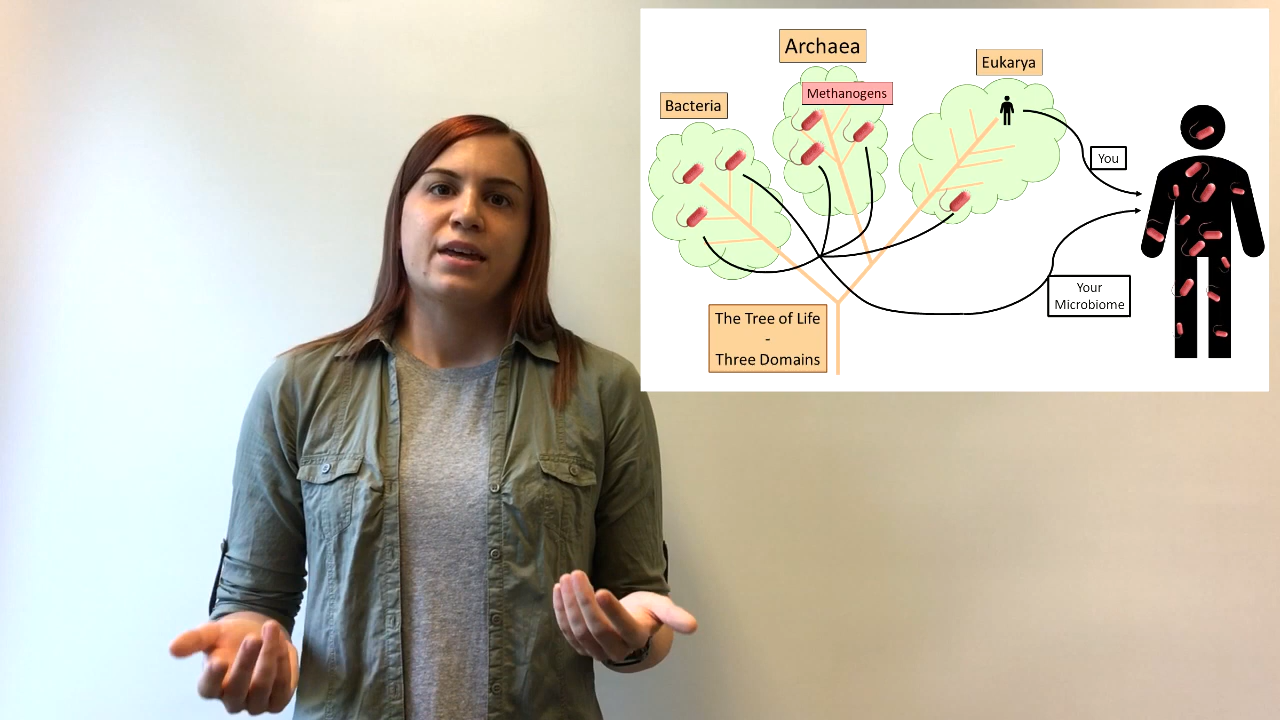 Archaea
Eukarya
Methanogens
Bacteria
You
Your
Microbiome
The Tree of Life
-
Three Domains